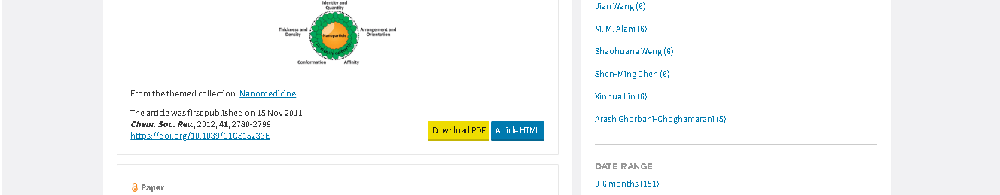 Identity and
Quantity
Thickness and
Density
Nanoparticle
Arrangement and
Orientation
Protein corona
Conformation
Affinity
From the themed collection: Nanomedicine
The article was first published on 15 Nov 2011
Chem. Soc. Rev., 2012, 41, 2780-2799
https://doi.org/10.1039/C1CS15233E
Download PDF
Article HTML
Paper
Jian Wang (6)
M. M. Alam (6)
Shaohuang Weng (6)
Shen-Ming Chen (6)
Xinhua Lin (6)
Arash Ghorbani-Choghamarani (5)
DATE RANGE
0-6 months (151)